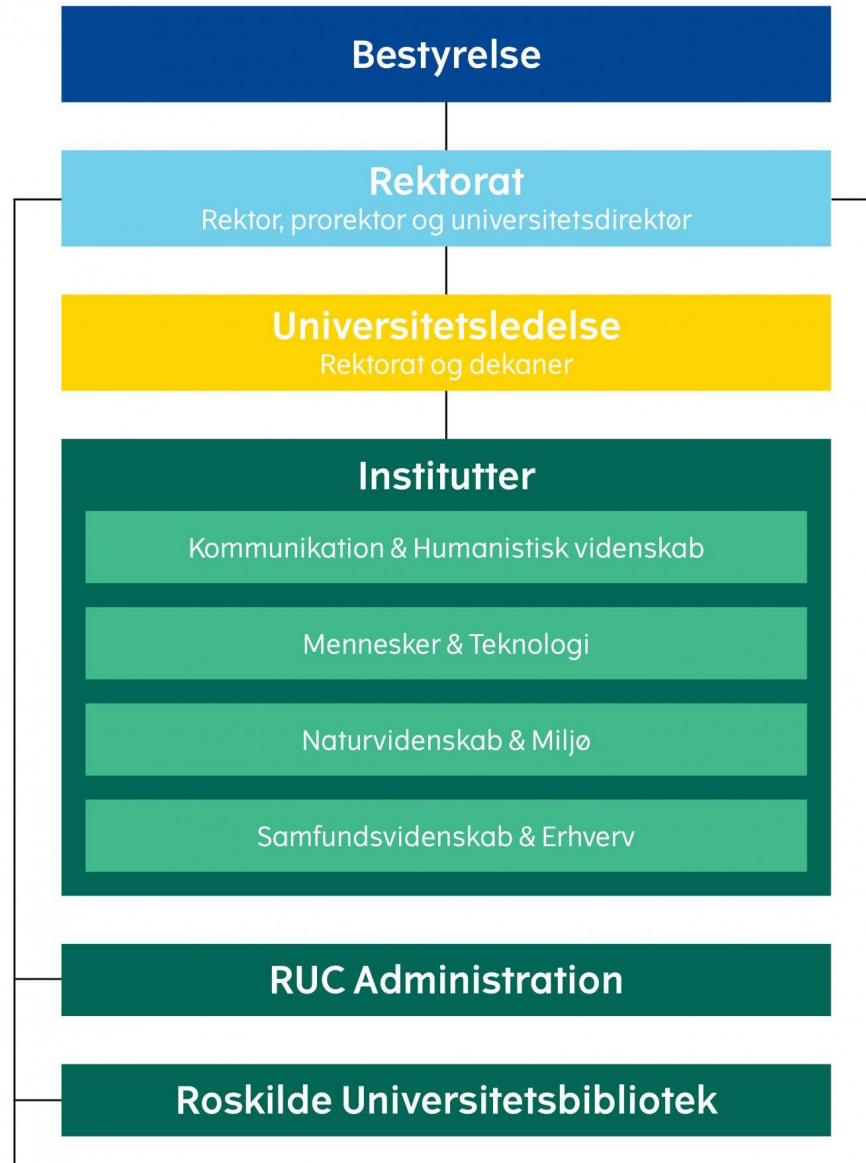 Bestyrelse
Rektorat
Rektor, prorektor og universitetsdirektør
Universitetsledelse
Rektorat og dekaner
Institutter
Kommunikation & Humanistisk videnskab
Mennesker & Teknologi
Naturvidenskab & Miljø
Samfundsvidenskab & Erhverv
RUC Administration
Roskilde Universitetsbibliotek